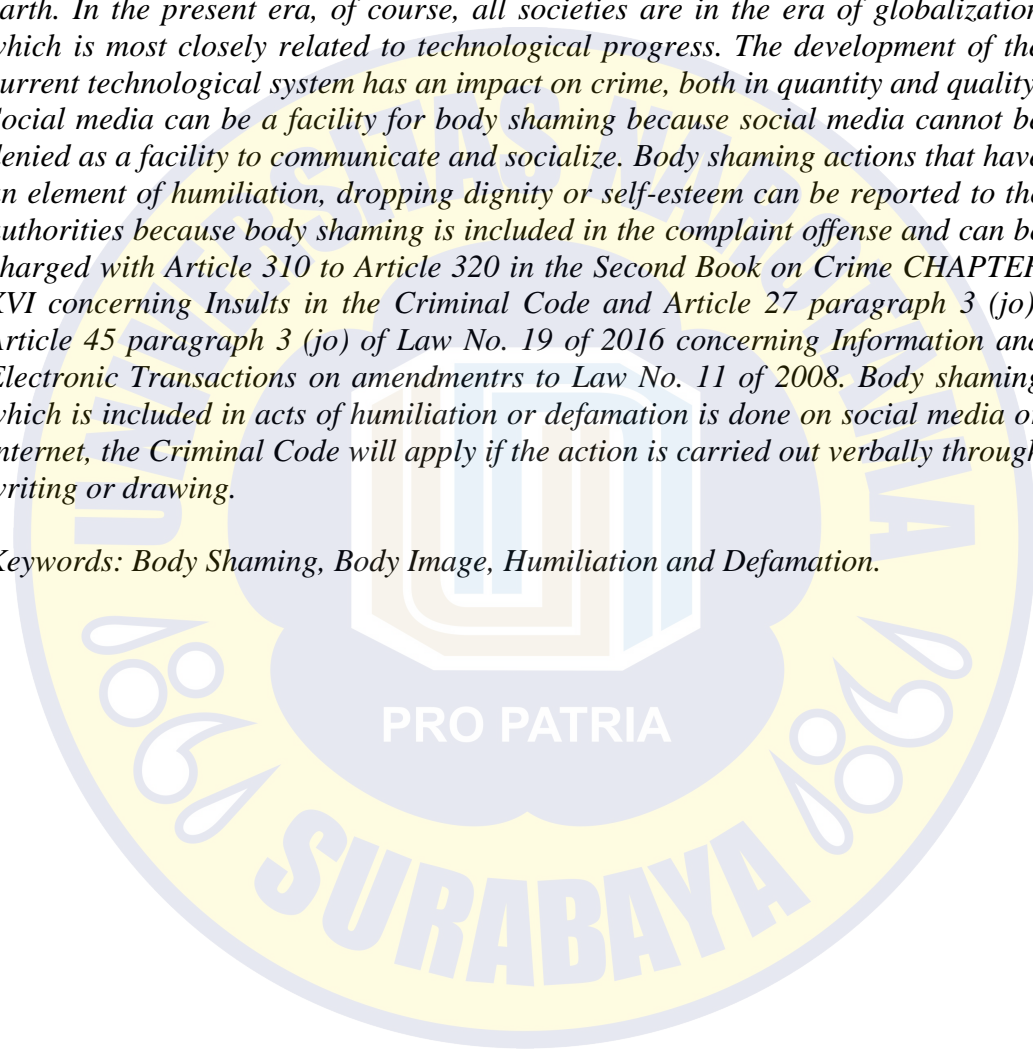 earth. In the present era, of course, all societies are in the era of globalization
which is most closely related to technological progress. The development of the
current technological system has an impact on crime, both in quantity and quality.
Social media can be a facility for body shaming because social media cannot be
denied as a facility to communicate and socialize. Body shaming actions that have
an element of humiliation, dropping dignity or self-esteem can be reported to the
authorities because body shaming is included in the complaint offense and can be
charged with Article 310 to Article 320 in the Second Book on Crime CHAPTER
XVI concerning Insults in the Criminal Code and Article 27 paragraph 3 (jo)
Article 45 paragraph 3 (jo) of Law No. 19 of 2016 concerning Information and
Electronic Transactions on amendmentrs to Law No. 11 of 2008. Body shaming
which is included in acts of humiliation or defamation is done on social media or
internet, the Criminal Code will apply if the action is carried out verbally through
writing or drawing.
Keywords: Body Shaming, Body Image, Humiliation and Defamation.
UNIVERSITAS NAROTAMA
PRO PATRIA
SURABAYA